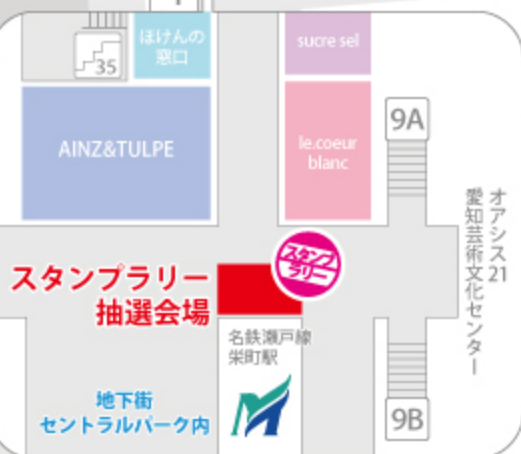 1
35
ほけんの
窓口
sucre sel
AINZ&TULPE
le.coeur
blanc
9A
オアシス21
愛知芸術文化センター
スタンプ
ラリー
スタンプラリー
抽選会場
名鉄瀬戸線
栄町駅
地下街
セントラルパーク内
9B